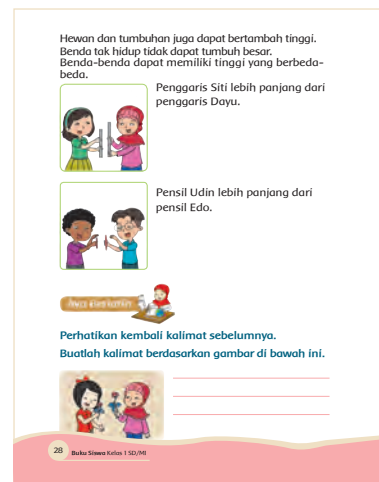 Hewan dan tumbuhan juga dapat bertambah tinggi.
Benda tak hidup tidak dapat tumbuh besar.
Benda-benda dapat memiliki tinggi yang berbeda-
beda.
Penggaris Siti lebih panjang dari
penggaris Dayu.
Pensil Udin lebih panjang dari
pensil Edo.
Perhatikan kembali kalimat sebelumnya.
Buatlah kalimat berdasarkan gambar di bawah ini.
28 Buku Siswa Kelas 1 SD/MI